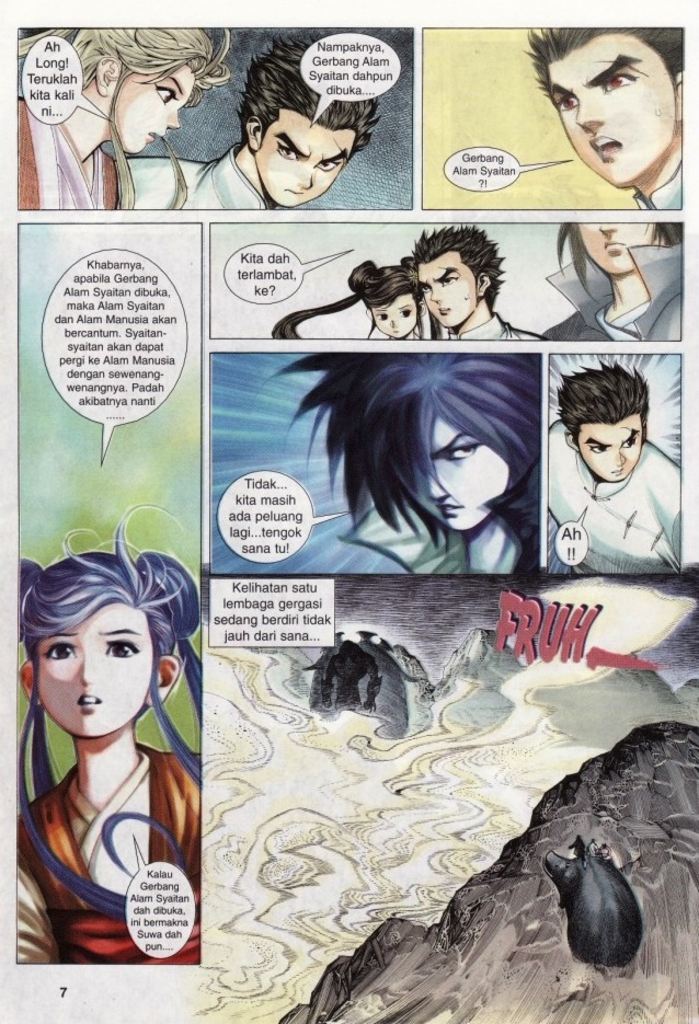 Ah
Long!
Teruklah
kita kali
ni...
Nampaknya,
Gerbang Alam
Syaitan dahpun
dibuka....
Gerbang
Alam Syaitan
?!
Khabarnya,
apabila Gerbang
Alam Syaitan dibuka,
maka Alam Syaitan
dan Alam Manusia akan
bercantum. Syaitan-
syaitan akan dapat
pergi ke Alam Manusia
dengan sewenang-
wenangnya. Padah
akibatnya nanti
......
Kalau
Gerbang
Alam Syaitan
dah dibuka,
ini bermakna
Suwa dah
pun....
Kita dah
terlambat,
ke?
Tidak...
kita masih
ada peluang
lagi...tengok
sana tu!
Ah
!!
Kelihatan satu
lembaga gergasi
sedang berdiri tidak
jauh dari sana...
FRUH
7